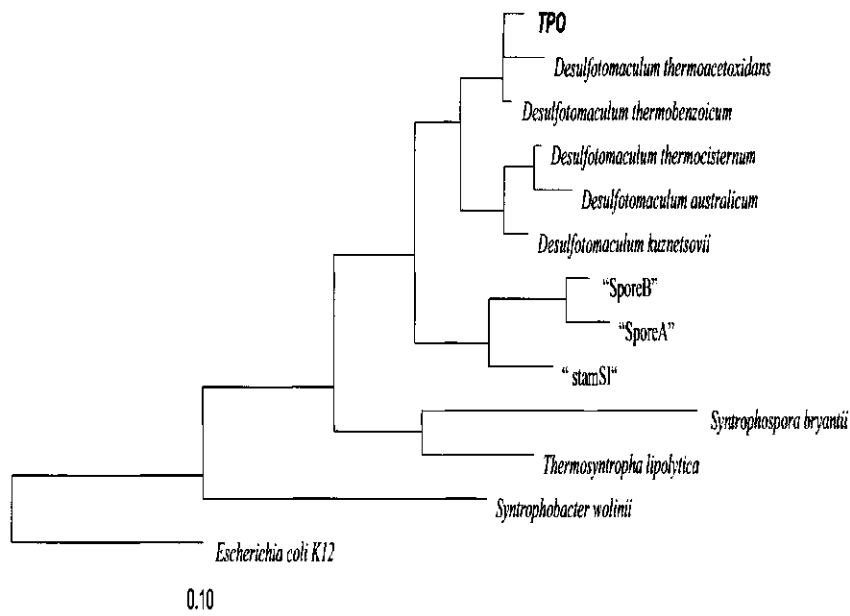 TPO
Desulfotomaculum thermoacetoxidans
Desulfotomaculum thermobenzoicum
Desulfotomaculum thermocisternum
Desulfotomaculum australicum
Desulfotomaculum kuznetsovii
“SporeB”
“SporeA”
“ stamSI“
Syntrophospora bryantii
Thermosyntropha lipolytica
Syntrophobacter wolinii
Escherichia coli K12
0.10